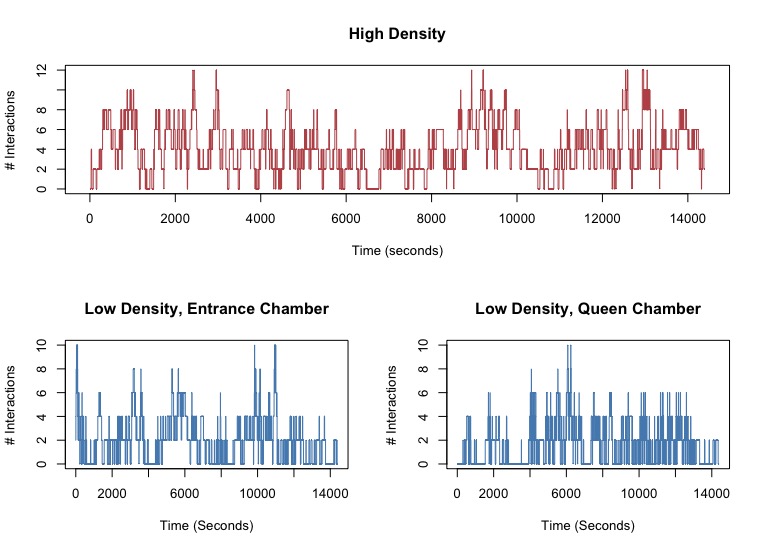 High Density
# Interactions
12
8
6
4
2
0
0 2000 4000 6000 8000 10000 12000 14000
Time (seconds)
Low Density, Entrance Chamber
# Interactions
10
8
6
4
2
0
0 2000 6000 10000 14000
Time (Seconds)
Low Density, Queen Chamber
# Interactions
10
8
6
4
2
0
0 2000 6000 10000 14000
Time (Seconds)